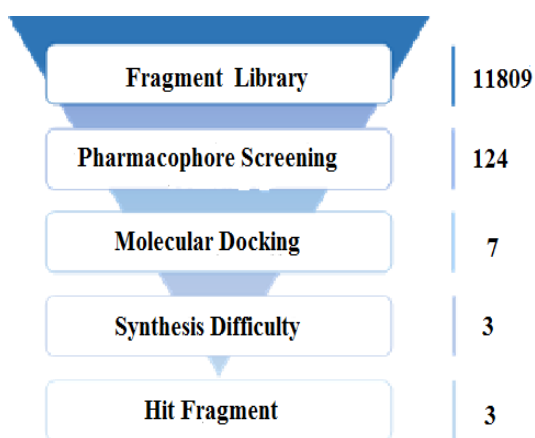 Fragment Library 11809
Pharmacophore Screening 124
Molecular Docking 7
Synthesis Difficulty 3
Hit Fragment 3